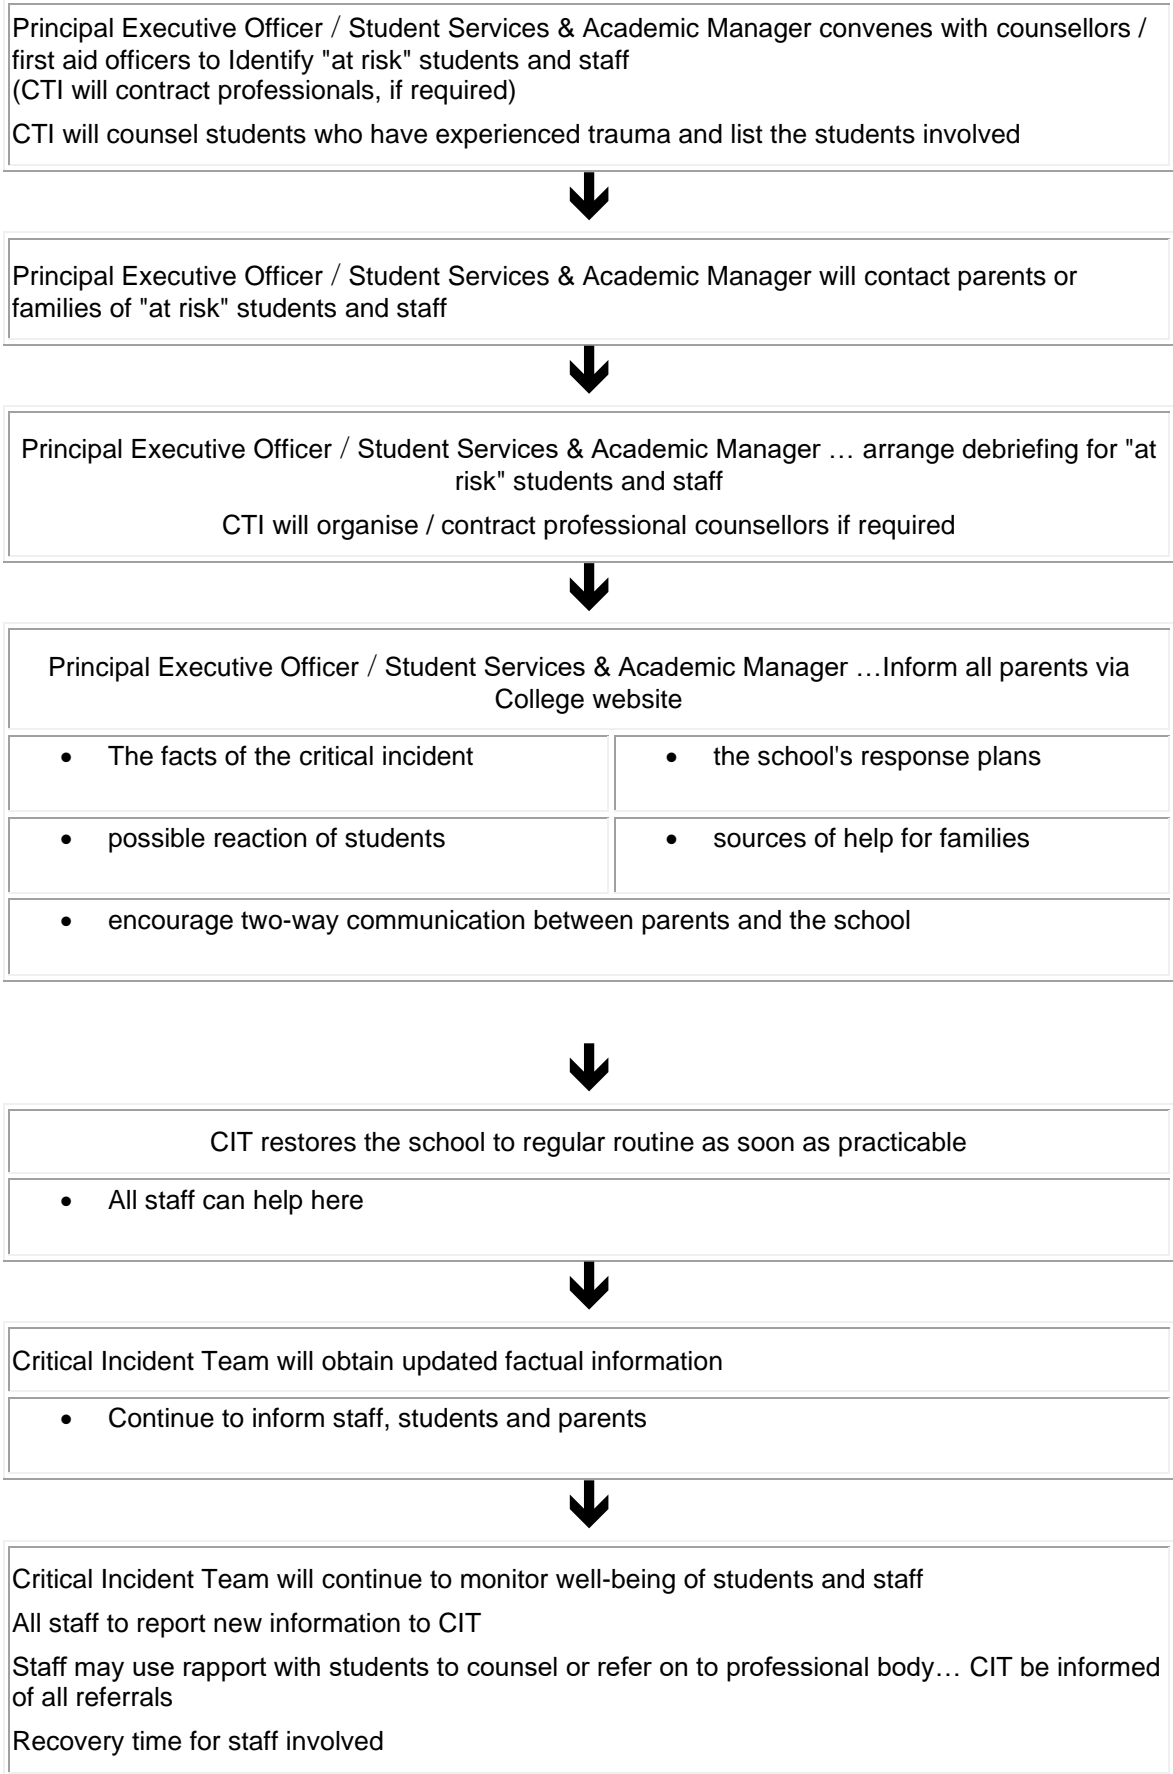 Principal Executive Officer / Student Services & Academic Manager convenes with counsellors /
first aid officers to Identify "at risk" students and staff
(CTI will contract professionals, if required)
CTI will counsel students who have experienced trauma and list the students involved
Principal Executive Officer / Student Services & Academic Manager will contact parents or
families of "at risk" students and staff
Principal Executive Officer / Student Services & Academic Manager … arrange debriefing for "at
risk" students and staff
CTI will organise / contract professional counsellors if required
Principal Executive Officer / Student Services & Academic Manager …Inform all parents via
College website
• The facts of the critical incident
• the school's response plans
• possible reaction of students
• sources of help for families
• encourage two-way communication between parents and the school
CIT restores the school to regular routine as soon as practicable
• All staff can help here
Critical Incident Team will obtain updated factual information
• Continue to inform staff, students and parents
Critical Incident Team will continue to monitor well-being of students and staff
All staff to report new information to CIT
Staff may use rapport with students to counsel or refer on to professional body… CIT be informed
of all referrals
Recovery time for staff involved